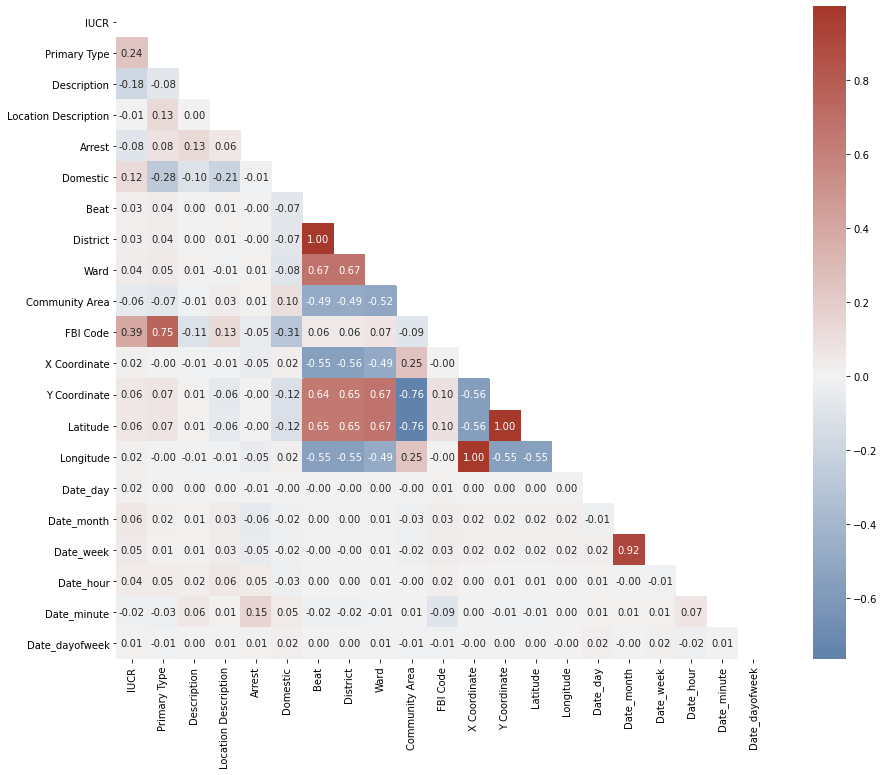 IUCR
Primary Type 0.24
Description -0.18 -0.08
Location Description -0.01 0.13 0.00
Arrest -0.08 0.08 0.13 0.06
Domestic 0.12 -0.28 -0.10 -0.21 -0.01
Beat 0.03 0.04 0.00 0.01 -0.00 -0.07
District 0.03 0.04 0.00 0.01 -0.00 -0.07 1.00
Ward 0.04 0.05 0.01 -0.01 0.01 -0.08 0.67 0.67
Community Area -0.06 -0.07 -0.01 0.03 0.01 0.10 -0.49 -0.49 -0.52
FBI Code 0.39 0.75 -0.11 0.13 -0.05 -0.31 0.06 0.06 0.07 -0.09
X Coordinate 0.02 -0.00 -0.01 -0.01 -0.05 0.02 -0.55 -0.56 -0.49 0.25 -0.00
Y Coordinate 0.06 0.07 0.01 -0.06 -0.00 -0.12 0.64 0.65 0.67 -0.76 0.10 -0.56
Latitude 0.06 0.07 0.01 -0.06 -0.00 -0.12 0.65 0.65 0.67 -0.76 0.10 -0.56 1.00
Longitude 0.02 -0.00 -0.01 -0.01 -0.05 0.02 -0.55 -0.55 -0.49 0.25 -0.00 1.00 -0.55 -0.55
Date_day 0.02 0.00 0.00 0.00 -0.01 -0.00 -0.00 -0.00 0.00 -0.00 0.01 0.00 0.00 0.00 0.00
Date_month 0.06 0.02 0.01 0.03 -0.06 -0.02 0.00 0.00 0.01 -0.03 0.03 0.02 0.02 0.02 0.02 -0.01
Date_week 0.05 0.01 0.01 0.03 -0.05 -0.02 -0.00 -0.00 0.01 -0.02 0.03 0.02 0.02 0.02 0.02 0.02 0.92
Date_hour 0.04 0.05 0.02 0.06 0.05 -0.03 0.00 0.00 0.01 -0.00 0.02 0.00 0.01 0.01 0.00 0.01 -0.00 -0.01
Date_minute -0.02 -0.03 0.06 0.01 0.15 0.05 -0.02 -0.02 -0.01 0.01 -0.09 0.00 -0.01 -0.01 0.00 0.01 0.01 0.01 0.07
Date_dayofweek 0.01 -0.01 0.00 0.01 0.01 0.02 0.00 0.00 0.01 -0.01 -0.01 -0.00 0.00 0.00 -0.00 0.02 -0.00 0.02 -0.02 0.01
IUCR
Primary Type
Description
Location Description
Arrest
Domestic
Beat
District
Ward
Community Area
FBI Code
X Coordinate
Y Coordinate
Latitude
Longitude
Date_day
Date_month
Date_week
Date_hour
Date_minute
Date_dayofweek
0.8
0.6
0.4
0.2
0.0
−0.2
−0.4
−0.6